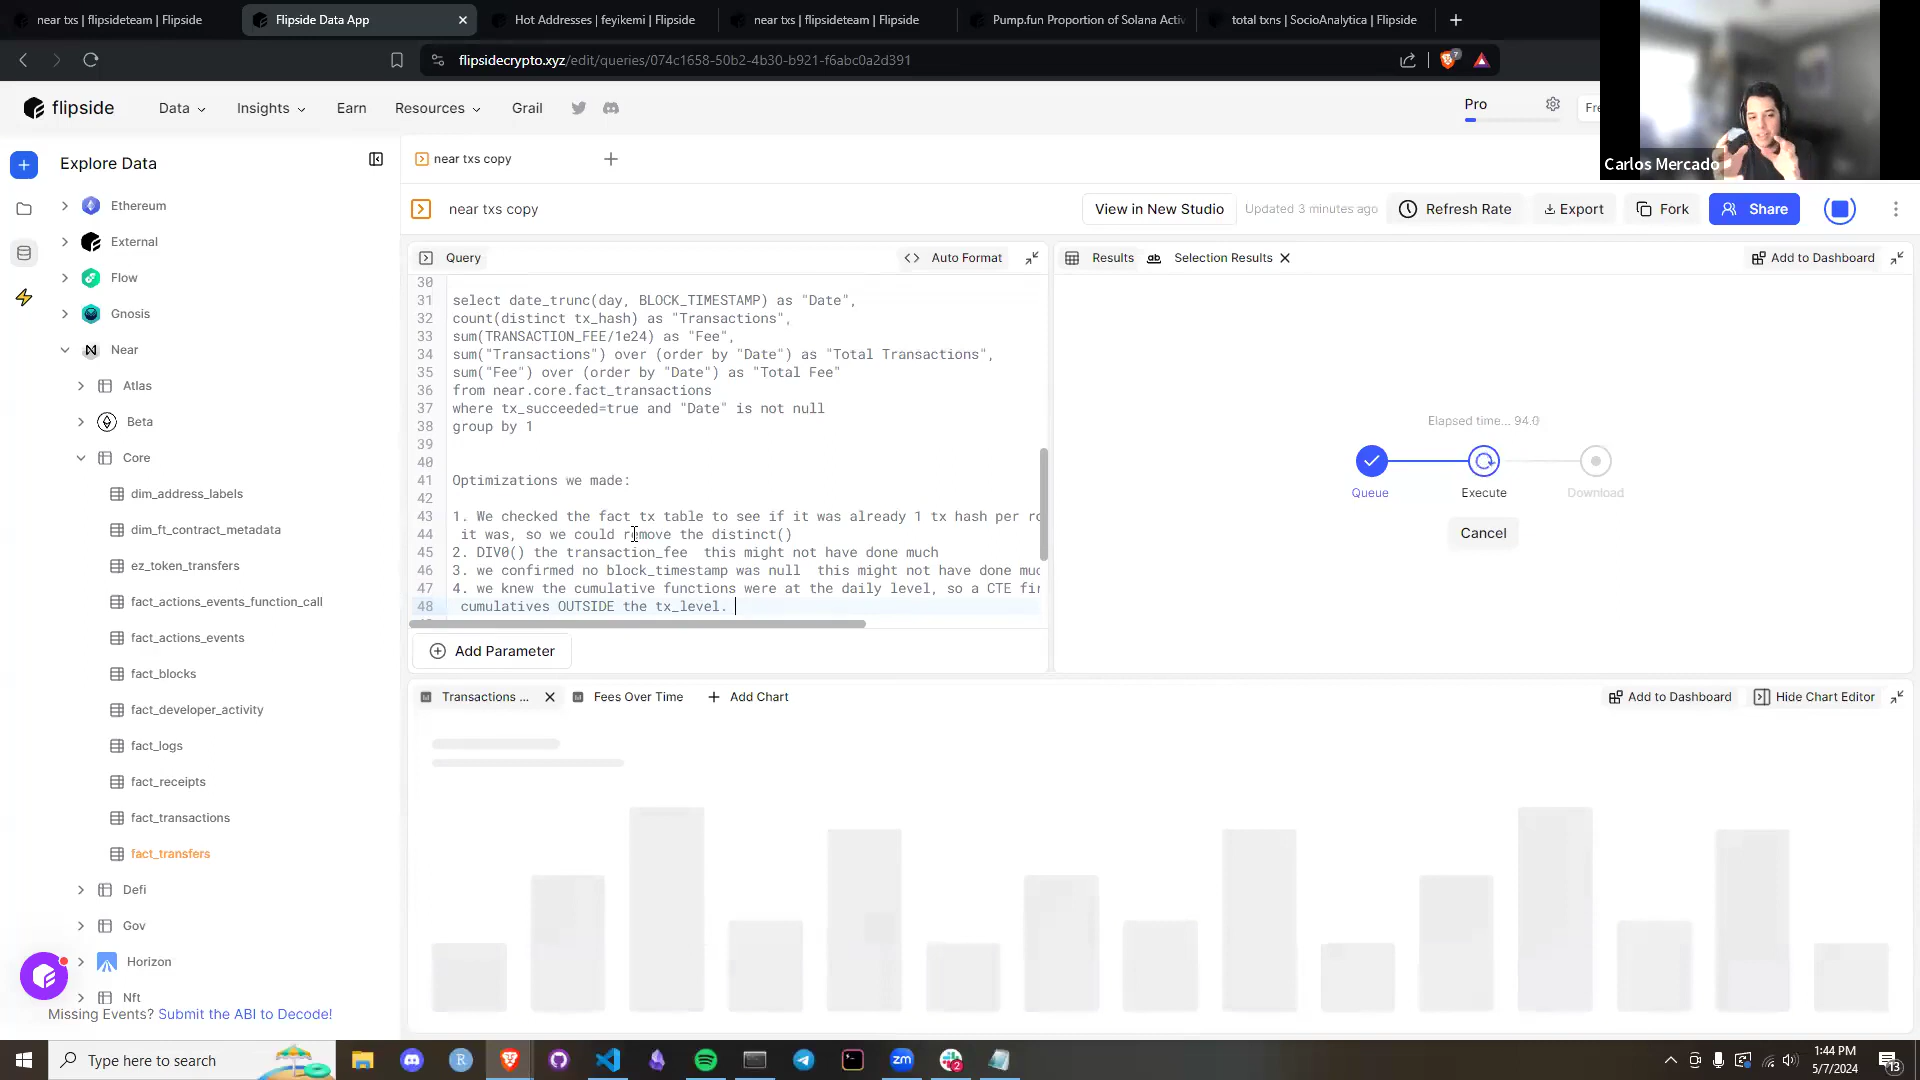 near txs | flipsideteam | Flipside
Flipside Data App
Hot Addresses | feyikemi | Flipside
near txs | flipsideteam | Flipside
Pump.fun Proportion of Solana Activ
total txns | SocioAnalytica | Flipside
flipsidecrypto.xyz/edit/queries/074c1658-50b2-4b30-b921-f6abc0a2d391
7
flipside
Data
Insights
Earn
Resources
Grail
Pro
Fre
Carlos Mercado
Explore Data
near txs copy
near txs copy
View in New Studio
Updated 3 minutes ago
Refresh Rate
Export
Fork
Share
Ethereum
External
Flow
Gnosis
Near
Atlas
Beta
Core
dim_address_labels
dim_ft_contract_metadata
ez_token_transfers
fact_actions_events_function_call
fact_actions_events
fact_blocks
fact_developer_activity
fact_logs
fact_receipts
fact_transactions
fact_transfers
Defi
Gov
Horizon
Nft
Missing Events? Submit the ABI to Decode!
Query
Auto Format
30
31 select date_trunc(day, BLOCK_TIMESTAMP) as "Date",
32 count(distinct tx_hash) as "Transactions",
33 sum(TRANSACTION_FEE/1e24) as "Fee",
34 sum("Transactions") over (order by "Date") as "Total Transactions",
35 sum("Fee") over (order by "Date") as "Total Fee"
36 from near.core.fact_transactions
37 where tx_succeeded=true and "Date" is not null
38 group by 1
39
40
41 Optimizations we made:
42
43 1. We checked the fact tx table to see if it was already 1 tx hash per ro
44 it was, so we could remove the distinct()
45 2. DIV0() the transaction_fee this might not have done much
46 3. we confirmed no block_timestamp was null this might not have done muc
47 4. we knew the cumulative functions were at the daily level, so a CTE fir
48 cumulatives OUTSIDE the tx_level.
Add Parameter
Results
Selection Results
Add to Dashboard
Elapsed time... 94.0
Queue
Execute
Download
Cancel
Transactions ...
Fees Over Time
Add Chart
Add to Dashboard
Hide Chart Editor
Type here to search
R
zm
2
1:44 PM
5/7/2024
13